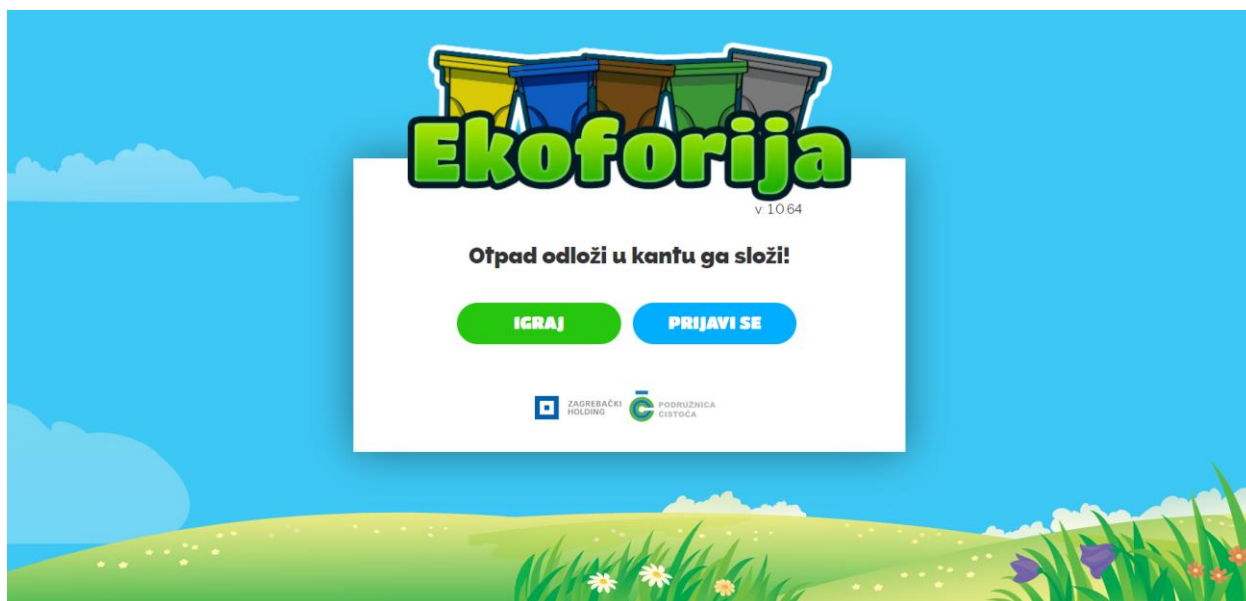 Ekoforija
v: 1.0.64
Otpad odloži u kantu ga složi!
IGRAJ
PRIJAVI SE
ZAGREBAČKI
HOLDING
PODRUŽNICA
ČISTOĆA